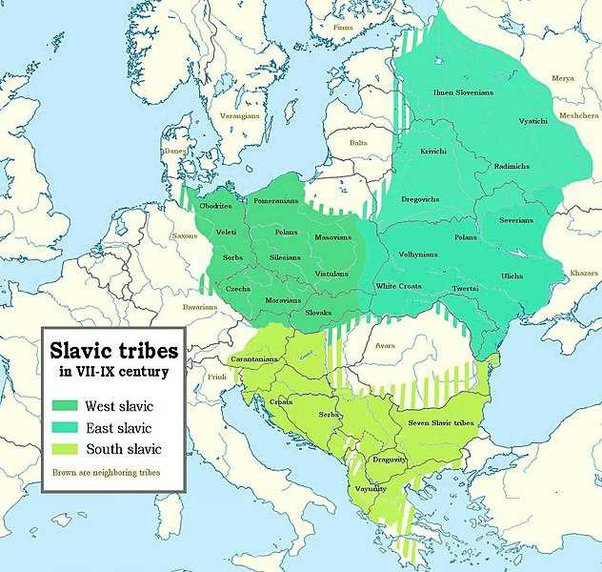 Finns
Ilmen Slovenians
Merya
Meshchera
Varangians
Vyatichi
Balts
Danes
Krivichi
Radimichs
Obodrites
Pomeranians
Dregovichs
Severians
Saxons
Veleti
Polans
Masovians
Polans
Sorbs
Silesians
Volhynians
Khazars
Vistulans
Ulichs
Czechs
White Croats
Twertsi
Bavarians
Moravians
Slovaks
Avars
Carantanians
Friuli
Croats
Serbs
Seven Slavic tribes
Draguvity
Vayunity
Slavic tribes
in VII-IX century
West slavic
East slavic
South slavic
Brown are neighboring tribes